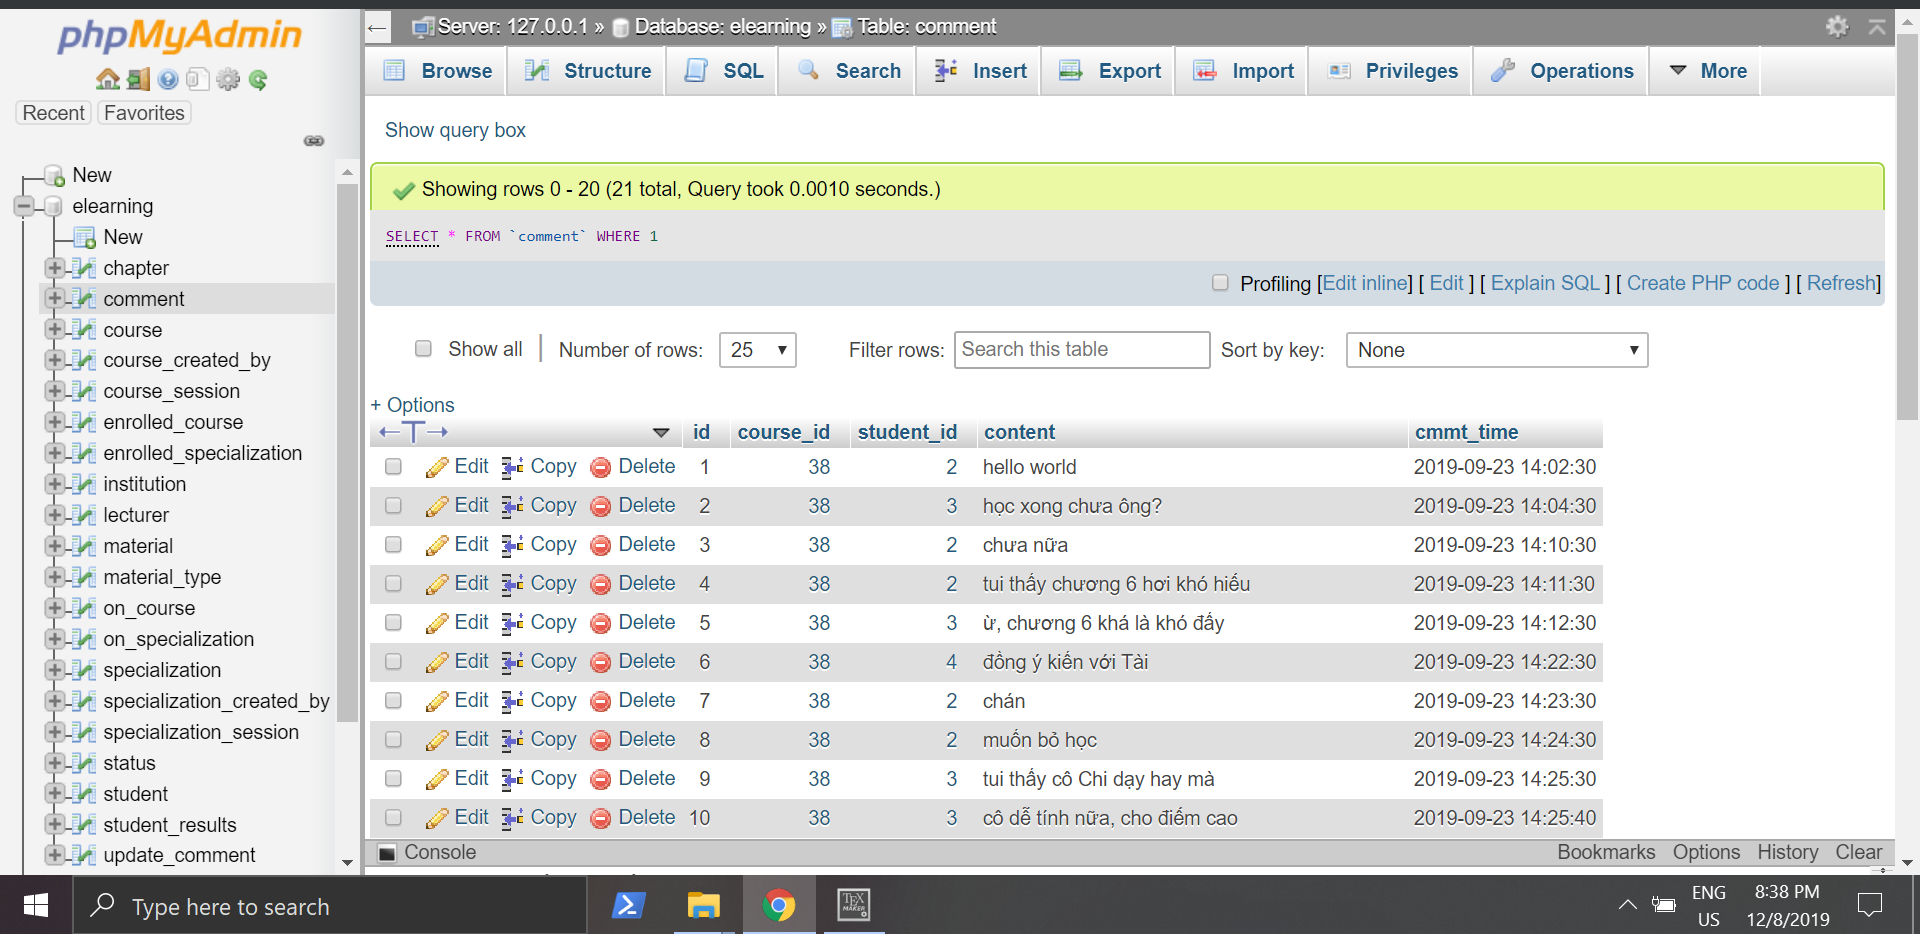 phpMyAdmin
Recent Favorites
New
elearning
New
chapter
comment
course
course_created_by
course_session
enrolled_course
enrolled_specialization
institution
lecturer
material
material_type
on_course
on_specialization
specialization
specialization_created_by
specialization_session
status
student
student_results
update_comment
Server: 127.0.0.1 » Database: elearning » Table: comment
Browse Structure SQL Search Insert Export Import Privileges Operations More
Show query box
Showing rows 0 - 20 (21 total, Query took 0.0010 seconds.)
SELECT * FROM `comment` WHERE 1
Profiling [Edit inline] [ Edit ] [ Explain SQL ] [ Create PHP code ] [ Refresh]
Show all Number of rows: 25 Filter rows: Search this table Sort by key: None
+ Options
←T→ id course_id student_id content cmmt_time
Edit Copy Delete 1 38 2 hello world 2019-09-23 14:02:30
Edit Copy Delete 2 38 3 học xong chưa ông? 2019-09-23 14:04:30
Edit Copy Delete 3 38 2 chưa nữa 2019-09-23 14:10:30
Edit Copy Delete 4 38 2 tui thấy chương 6 hơi khó hiểu 2019-09-23 14:11:30
Edit Copy Delete 5 38 3 ừ, chương 6 khá là khó đấy 2019-09-23 14:12:30
Edit Copy Delete 6 38 4 đồng ý kiến với Tài 2019-09-23 14:22:30
Edit Copy Delete 7 38 2 chán 2019-09-23 14:23:30
Edit Copy Delete 8 38 2 muốn bỏ học 2019-09-23 14:24:30
Edit Copy Delete 9 38 3 tui thấy cô Chi dạy hay mà 2019-09-23 14:25:30
Edit Copy Delete 10 38 3 cô dễ tính nữa, cho điểm cao 2019-09-23 14:25:40
Console Bookmarks Options History Clear
Type here to search
TEX
MAKER
ENG
US
8:38 PM
12/8/2019